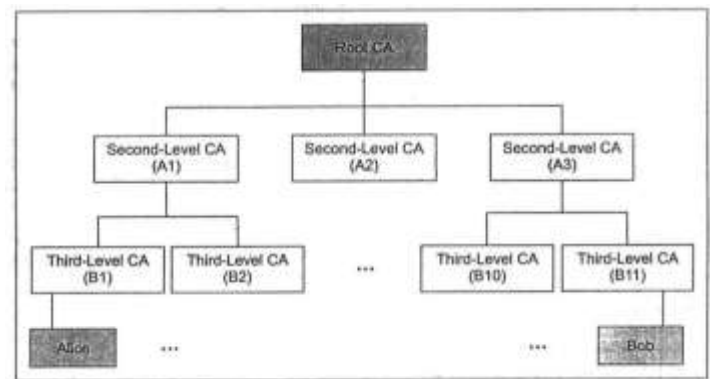 Root CA
Second-Level CA
(A1)
Second-Level CA
(A2)
Second-Level CA
(A3)
Third-Level CA
(B1)
Third-Level CA
(B2)
...
Third-Level CA
(B10)
Third-Level CA
(B11)
Alice
...
...
Bob